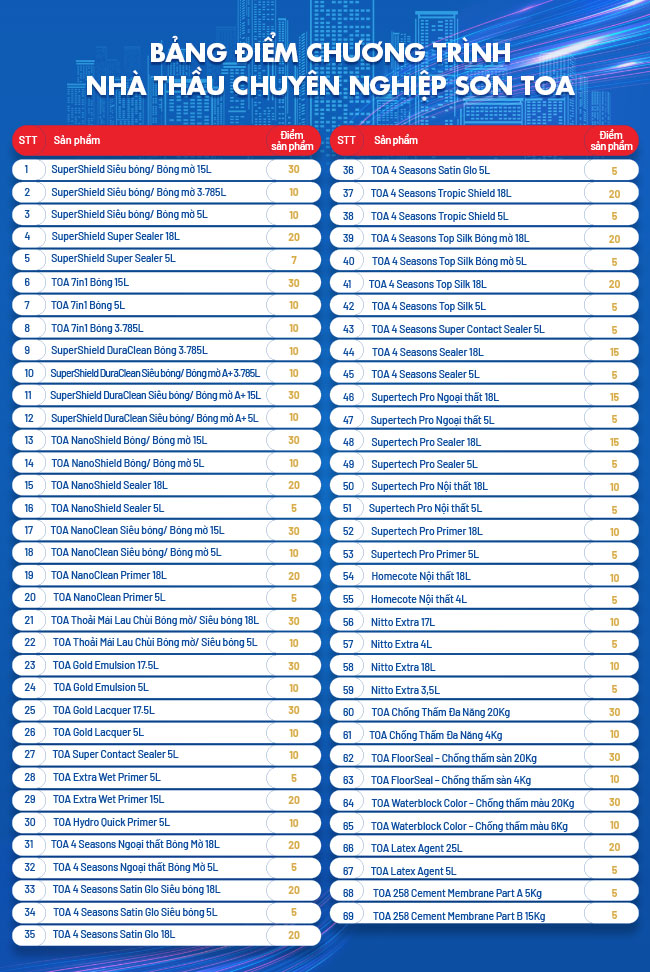 BẢNG ĐIỂM CHƯƠNG TRÌNH
NHÀ THẦU CHUYÊN NGHIỆP SƠN TOA
STT Sản phẩm Điểm sản phẩm
1 SuperShield Siêu bóng/ Bóng mờ 15L 30
2 SuperShield Siêu bóng/ Bóng mờ 3.785L 10
3 SuperShield Siêu bóng/ Bóng mờ 5L 10
4 SuperShield Super Sealer 18L 20
5 SuperShield Super Sealer 5L 7
6 TOA 7in1 Bóng 15L 30
7 TOA 7in1 Bóng 5L 10
8 TOA 7in1 Bóng 3.785L 10
9 SuperShield DuraClean Bóng 3.785L 10
10 SuperShield DuraClean Siêu bóng/ Bóng mờ A+ 3.785L 10
11 SuperShield DuraClean Siêu bóng/ Bóng mờ A+ 15L 30
12 SuperShield DuraClean Siêu bóng/ Bóng mờ A+ 5L 10
13 TOA NanoShield Bóng/ Bóng mờ 15L 30
14 TOA NanoShield Bóng/ Bóng mờ 5L 10
15 TOA NanoShield Sealer 18L 20
16 TOA NanoShield Sealer 5L 5
17 TOA NanoClean Siêu bóng/ Bóng mờ 15L 30
18 TOA NanoClean Siêu bóng/ Bóng mờ 5L 10
19 TOA NanoClean Primer 18L 20
20 TOA NanoClean Primer 5L 5
21 TOA Thoải Mái Lau Chùi Bóng mờ/ Siêu bóng 18L 30
22 TOA Thoải Mái Lau Chùi Bóng mờ/ Siêu bóng 5L 10
23 TOA Gold Emulsion 17.5L 30
24 TOA Gold Emulsion 5L 10
25 TOA Gold Lacquer 17.5L 30
26 TOA Gold Lacquer 5L 10
27 TOA Super Contact Sealer 5L 10
28 TOA Extra Wet Primer 5L 5
29 TOA Extra Wet Primer 15L 20
30 TOA Hydro Quick Primer 5L 10
31 TOA 4 Seasons Ngoại thất Bóng Mờ 18L 20
32 TOA 4 Seasons Ngoại thất Bóng Mờ 5L 5
33 TOA 4 Seasons Satin Glo Siêu bóng 18L 20
34 TOA 4 Seasons Satin Glo Siêu bóng 5L 5
35 TOA 4 Seasons Satin Glo 18L 20
STT Sản phẩm Điểm sản phẩm
36 TOA 4 Seasons Satin Glo 5L 5
37 TOA 4 Seasons Tropic Shield 18L 20
38 TOA 4 Seasons Tropic Shield 5L 5
39 TOA 4 Seasons Top Silk Bóng mờ 18L 20
40 TOA 4 Seasons Top Silk Bóng mờ 5L 5
41 TOA 4 Seasons Top Silk 18L 20
42 TOA 4 Seasons Top Silk 5L 5
43 TOA 4 Seasons Super Contact Sealer 5L 5
44 TOA 4 Seasons Sealer 18L 15
45 TOA 4 Seasons Sealer 5L 5
46 Supertech Pro Ngoại thất 18L 15
47 Supertech Pro Ngoại thất 5L 5
48 Supertech Pro Sealer 18L 15
49 Supertech Pro Sealer 5L 5
50 Supertech Pro Nội thất 18L 10
51 Supertech Pro Nội thất 5L 5
52 Supertech Pro Primer 18L 10
53 Supertech Pro Primer 5L 5
54 Homecote Nội thất 18L 10
55 Homecote Nội thất 4L 5
56 Nitto Extra 17L 10
57 Nitto Extra 4L 5
58 Nitto Extra 18L 10
59 Nitto Extra 3,5L 5
60 TOA Chống Thấm Đa Năng 20Kg 30
61 TOA Chống Thấm Đa Năng 4Kg 10
62 TOA FloorSeal – Chống thấm sàn 20Kg 30
63 TOA FloorSeal – Chống thấm sàn 4Kg 10
64 TOA Waterblock Color – Chống thấm màu 20Kg 30
65 TOA Waterblock Color – Chống thấm màu 6Kg 10
66 TOA Latex Agent 25L 20
67 TOA Latex Agent 5L 5
68 TOA 258 Cement Membrane Part A 5Kg 5
69 TOA 258 Cement Membrane Part B 15Kg 5